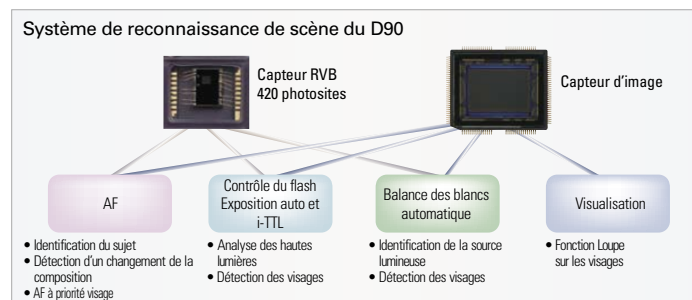 Système de reconnaissance de scène du D90
Capteur RVB
420 photosites
Capteur d'image
AF
• Identification du sujet
• Détection d'un changement de la
composition
• AF à priorité visage
Contrôle du flash
Exposition auto et
i-TTL
• Analyse des hautes
lumières
• Détection des visages
Balance des blancs
automatique
• Identification de la source
lumineuse
• Détection des visages
Visualisation
• Fonction Loupe
sur les visages